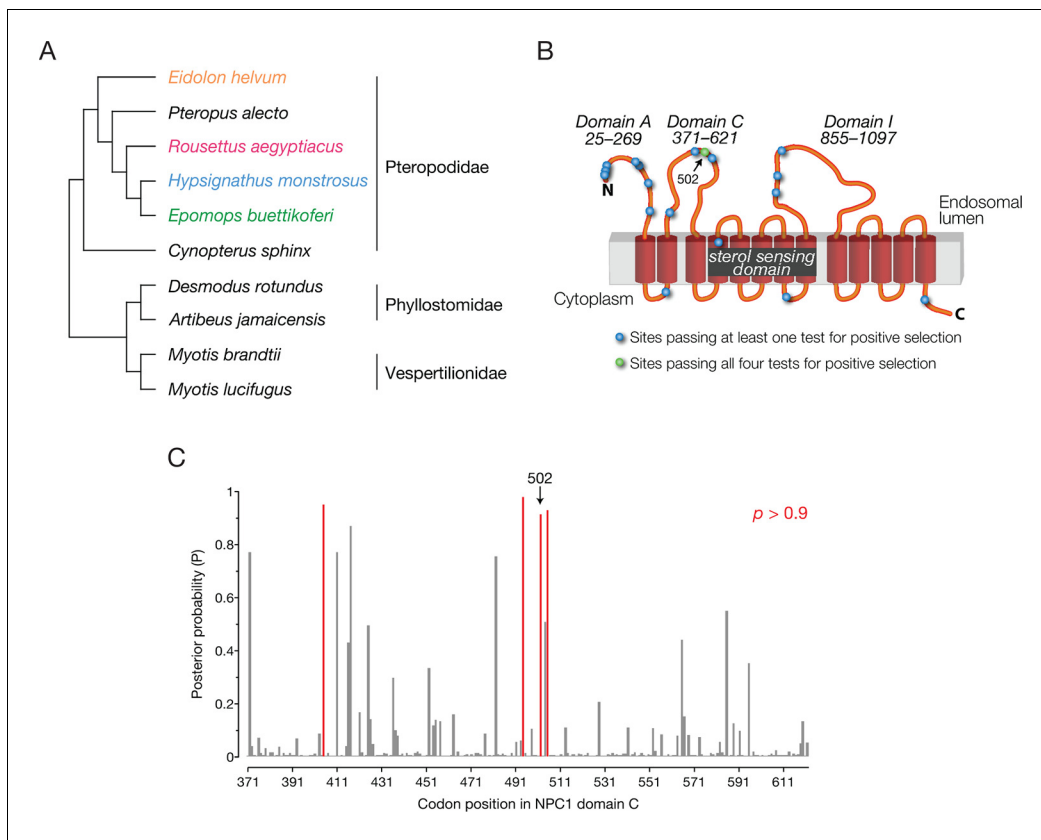 A
Eidolon helvum
Pteropus alecto
Rousettus aegyptiacus
Hypsignathus monstrosus
Epomops buettikoferi
Cynopterus sphinx
Desmodus rotundus
Artibeus jamaicensis
Myotis brandtii
Myotis lucifugus
Pteropodidae
Phyllostomidae
Vespertilionidae
B
Domain A
25–269
Domain C
371–621
Domain I
855–1097
502
N
Endosomal
lumen
sterol sensing
domain
Cytoplasm
C
Sites passing at least one test for positive selection
Sites passing all four tests for positive selection
C
502
p > 0.9
Posterior probability (P)
1
0.8
0.6
0.4
0.2
0
371 391 411 431 451 471 491 511 531 551 571 591 611
Codon position in NPC1 domain C